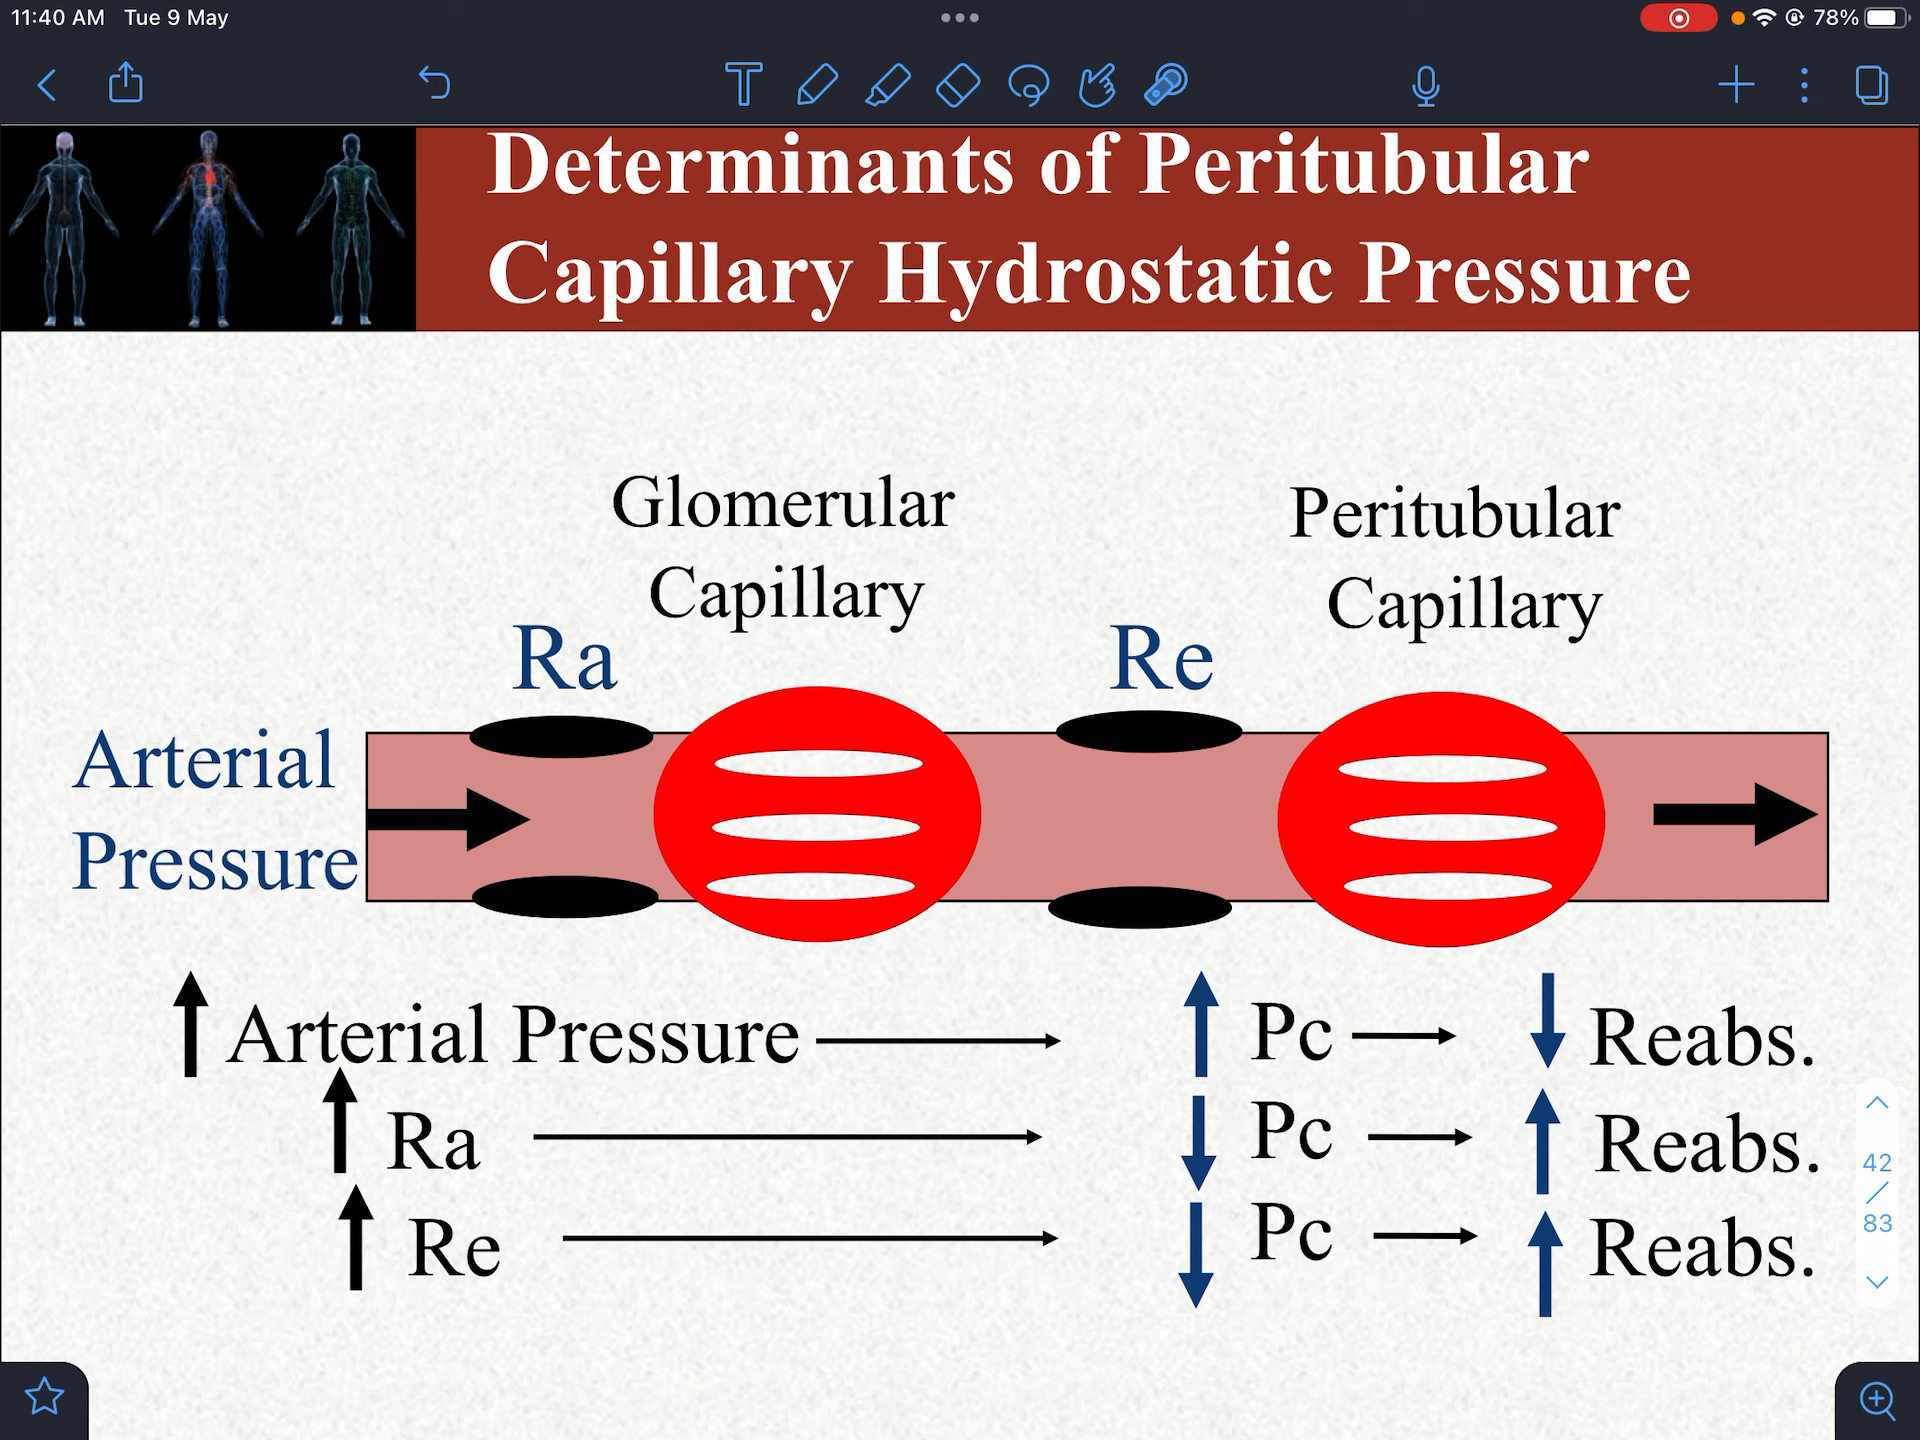 11:40 AM Tue 9 May
78%
Determinants of Peritubular
Capillary Hydrostatic Pressure
Glomerular
Capillary
Peritubular
Capillary
Ra
Re
Arterial
Pressure
Arterial Pressure Pc Reabs.
Ra Pc Reabs.
Re Pc Reabs.
42
/
83